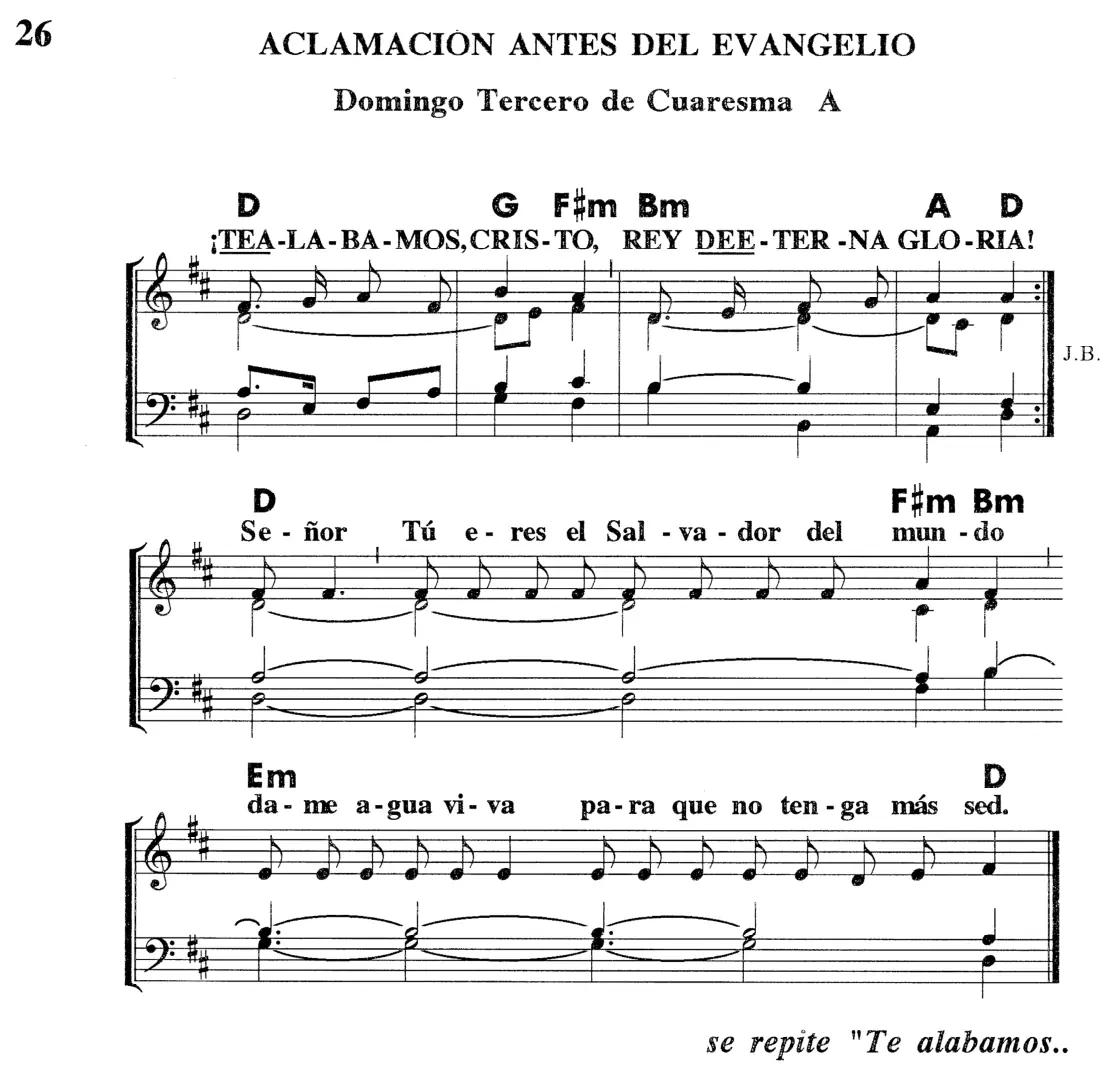 26
ACLAMACIÓN ANTES DEL EVANGELIO
Domingo Tercero de Cuaresma A
D G F#m Bm A D
¡TEA-LA-BA-MOS, CRIS-TO, REY DEE-TER-NA GLO-RIA!
J.B.
D F#m Bm
Se - ñor Tú e - res el Sal - va - dor del mun - do
Em D
da - me a - gua vi - va pa - ra que no ten - ga más sed.
se repite "Te alabamos..